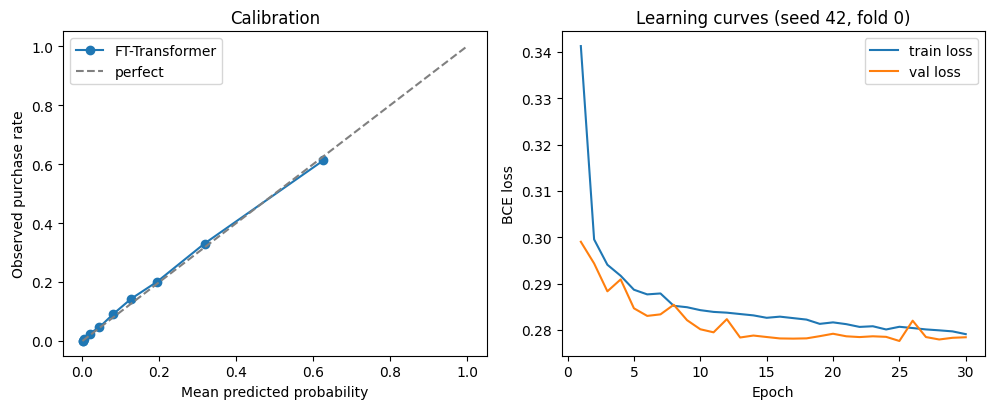 Calibration
FT-Transformer
perfect
Observed purchase rate
1.0
0.8
0.6
0.4
0.2
0.0
0.0 0.2 0.4 0.6 0.8 1.0
Mean predicted probability
Learning curves (seed 42, fold 0)
train loss
val loss
BCE loss
0.34
0.33
0.32
0.31
0.30
0.29
0.28
0 5 10 15 20 25 30
Epoch